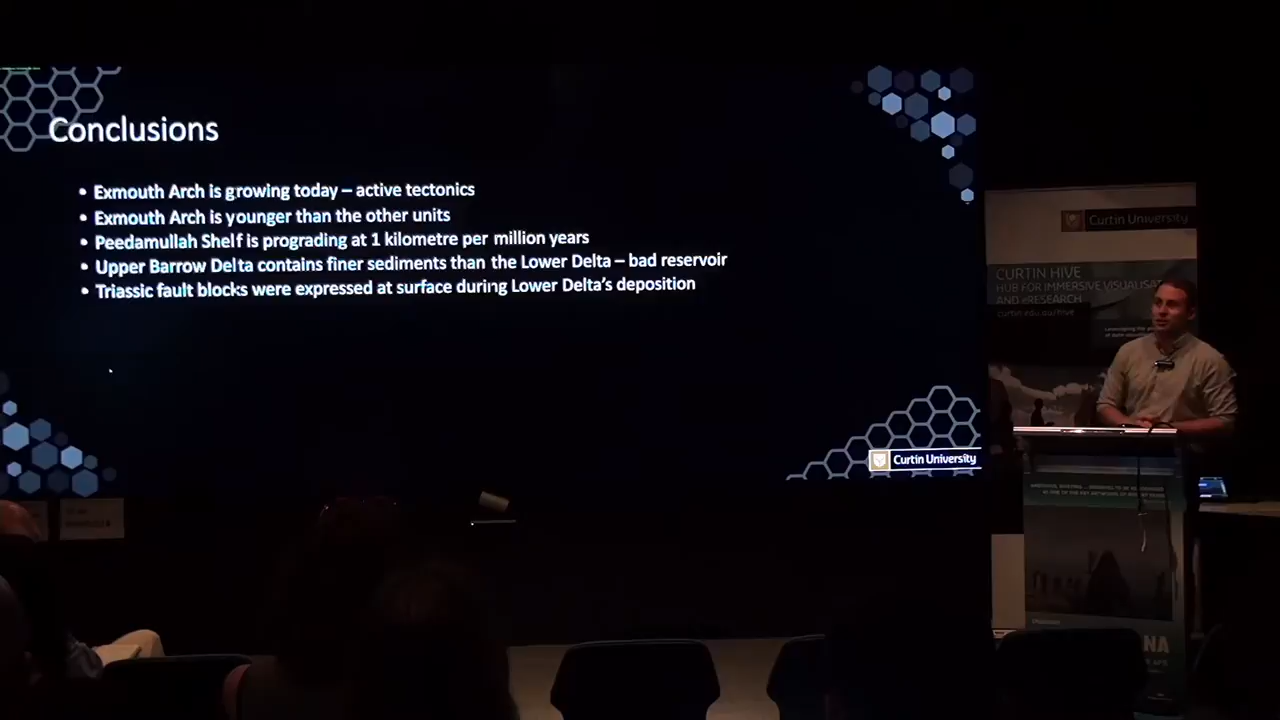 Conclusions
• Exmouth Arch is growing today – active tectonics
• Exmouth Arch is younger than the other units
• Peedamullah Shelf is prograding at 1 kilometre per million years
• Upper Barrow Delta contains finer sediments than the Lower Delta – bad reservoir
• Triassic fault blocks were expressed at surface during Lower Delta's deposition
Curtin University
Curtin University
CURTIN HIVE
HUB FOR IMMERSIVE VISUALISAT
AND eRESEARCH
curtin.edu.au/hive
NA